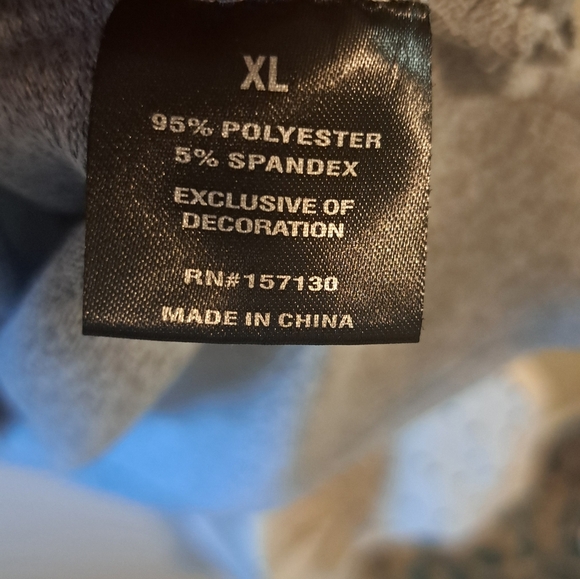 XL
95% POLYESTER
5% SPANDEX
EXCLUSIVE OF
DECORATION
RN#157130
MADE IN CHINA